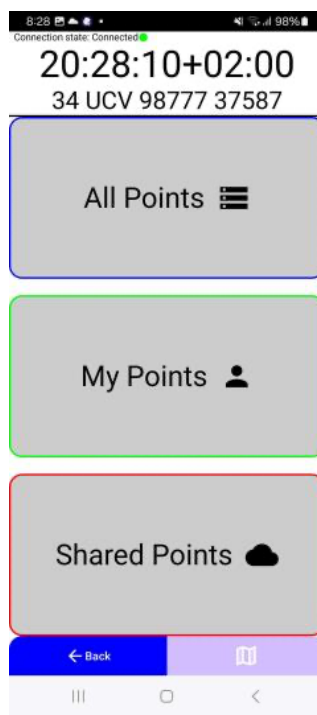 8:28 98%
Connection state: Connected
20:28:10+02:00
34 UCV 98777 37587
All Points
My Points
Shared Points
Back